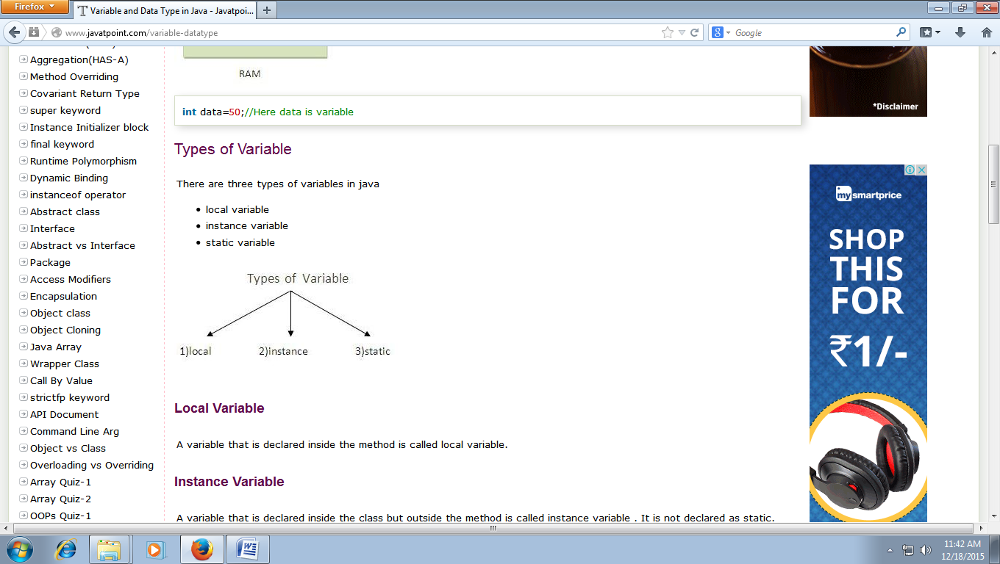 Firefox
Variable and Data Type in Java - Javatpoi...
www.javatpoint.com/variable-datatype
Google
Aggregation(HAS-A)
Method Overriding
Covariant Return Type
super keyword
Instance Initializer block
final keyword
Runtime Polymorphism
Dynamic Binding
instanceof operator
Abstract class
Interface
Abstract vs Interface
Package
Access Modifiers
Encapsulation
Object class
Object Cloning
Java Array
Wrapper Class
Call By Value
strictfp keyword
API Document
Command Line Arg
Object vs Class
Overloading vs Overriding
Array Quiz-1
Array Quiz-2
OOPs Quiz-1
RAM
int data=50;//Here data is variable
Types of Variable
There are three types of variables in java
local variable
instance variable
static variable
Types of Variable
1)local 2)instance 3)static
Local Variable
A variable that is declared inside the method is called local variable.
Instance Variable
A variable that is declared inside the class but outside the method is called instance variable . It is not declared as static.
*Disclaimer
my smartprice
SHOP
THIS
FOR
₹1/-
11:42 AM
12/18/2015